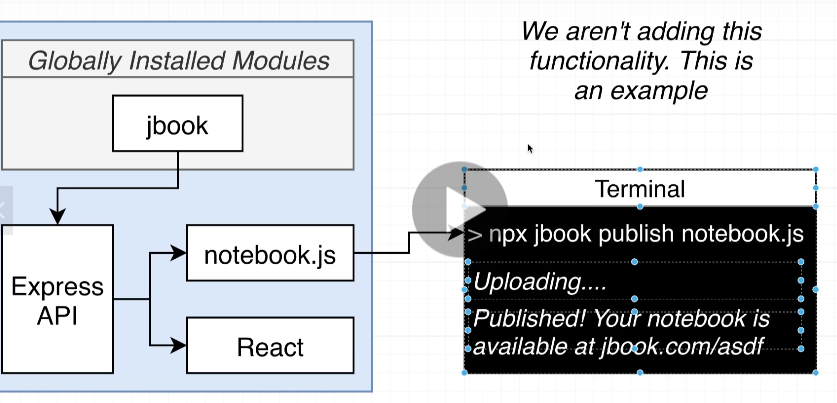 We aren't adding this
functionality. This is
an example
Globally Installed Modules
jbook
Express
API
notebook.js
React
Terminal
> npx jbook publish notebook.js
Uploading....
Published! Your notebook is
available at jbook.com/asdf